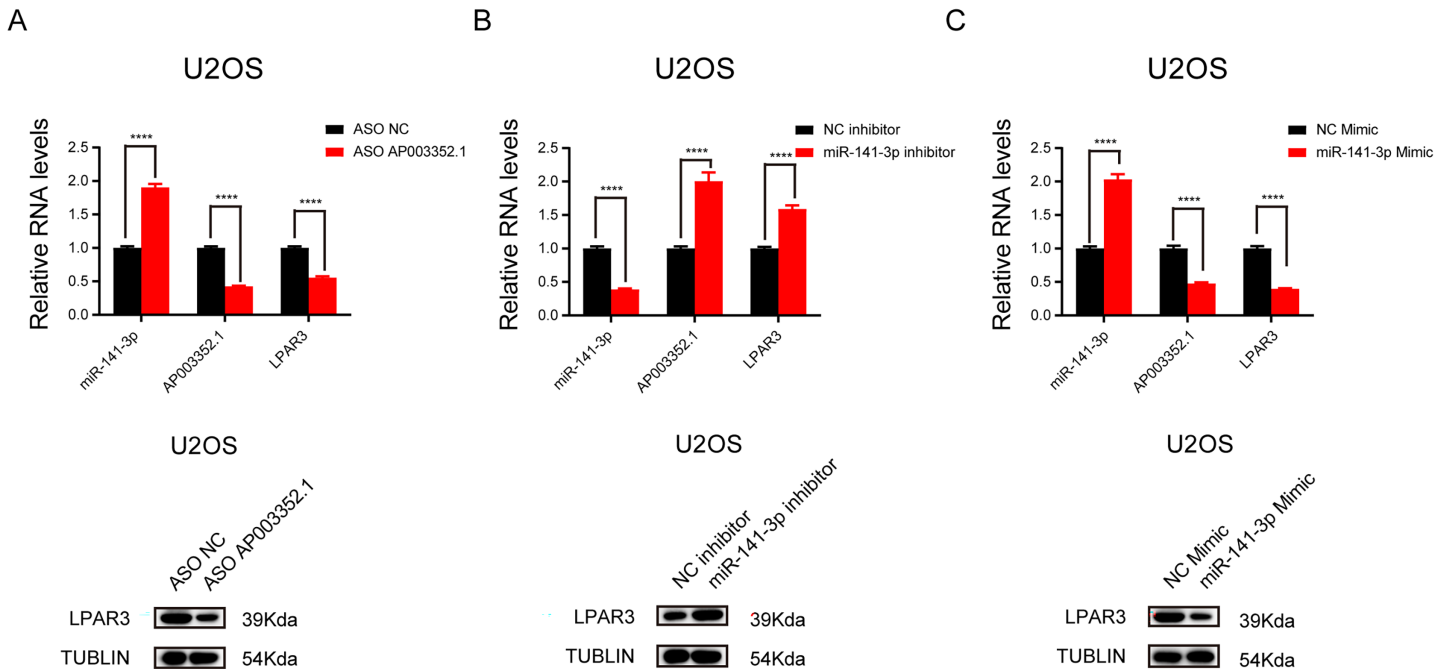 A
U2OS
Relative RNA levels
2.5
2.0
1.5
1.0
0.5
0.0
****
****
****
ASO NC
ASO AP003352.1
miR-141-3p
AP003352.1
LPAR3
U2OS
ASO NC
ASO AP003352.1
LPAR3
39Kda
TUBLIN
54Kda
B
U2OS
Relative RNA levels
2.5
2.0
1.5
1.0
0.5
0.0
****
****
****
NC inhibitor
miR-141-3p inhibitor
miR-141-3p
AP003352.1
LPAR3
U2OS
NC inhibitor
miR-141-3p inhibitor
LPAR3
39Kda
TUBLIN
54Kda
C
U2OS
Relative RNA levels
2.5
2.0
1.5
1.0
0.5
0.0
****
****
****
NC Mimic
miR-141-3p Mimic
miR-141-3p
AP003352.1
LPAR3
U2OS
NC Mimic
miR-141-3p Mimic
LPAR3
39Kda
TUBLIN
54Kda